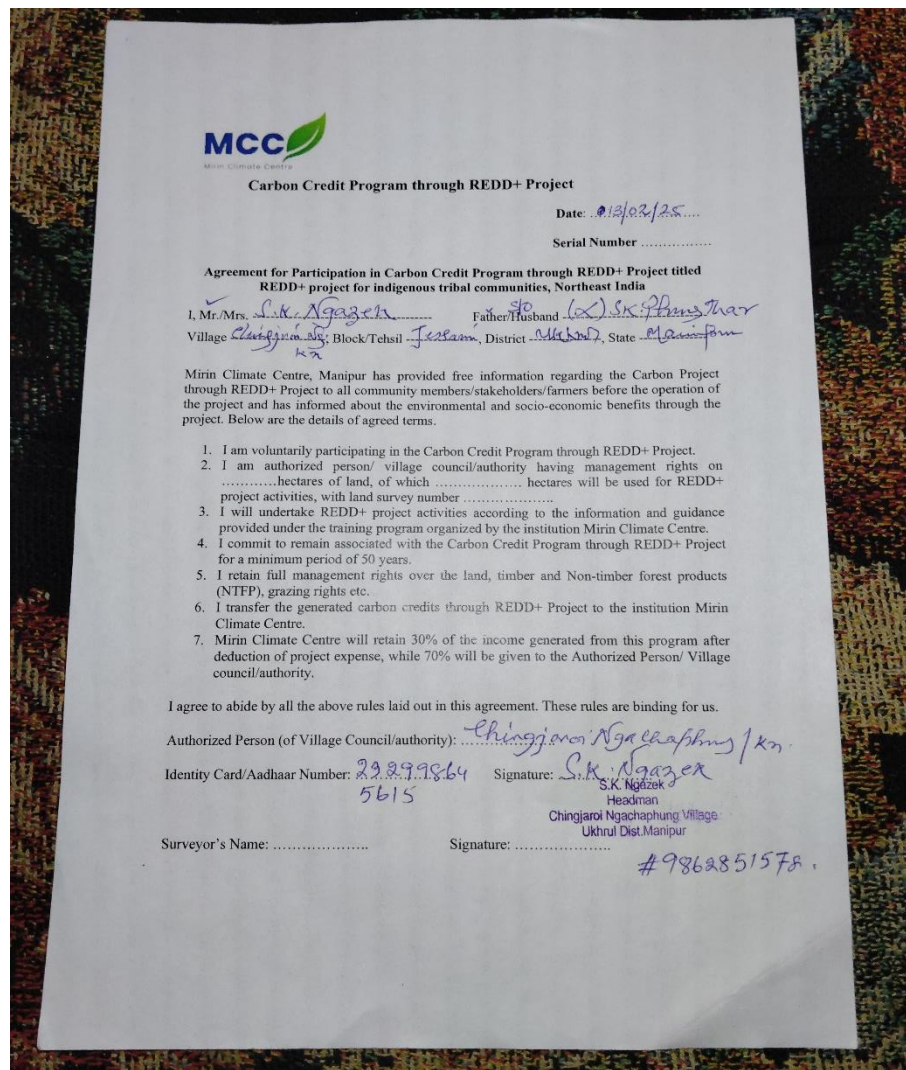 MCC
Mirin Climate Centre
Carbon Credit Program through REDD+ Project
Date: 13/02/25
Serial Number ................
Agreement for Participation in Carbon Credit Program through REDD+ Project titled
REDD+ project for indigenous tribal communities, Northeast India
I, Mr./Mrs. S.K. Ngazek Father/Husband S/o (L) SK
Village Block/Tehsil District State
Mirin Climate Centre, Manipur has provided free information regarding the Carbon Project
through REDD+ Project to all community members/stakeholders/farmers before the operation of
the project and has informed about the environmental and socio-economic benefits through the
project. Below are the details of agreed terms.
1. I am voluntarily participating in the Carbon Credit Program through REDD+ Project.
2. I am authorized person/ village council/authority having management rights on
............hectares of land, of which .................. hectares will be used for REDD+
project activities, with land survey number ..................
3. I will undertake REDD+ project activities according to the information and guidance
provided under the training program organized by the institution Mirin Climate Centre.
4. I commit to remain associated with the Carbon Credit Program through REDD+ Project
for a minimum period of 50 years.
5. I retain full management rights over the land, timber and Non-timber forest products
(NTFP), grazing rights etc.
6. I transfer the generated carbon credits through REDD+ Project to the institution Mirin
Climate Centre.
7. Mirin Climate Centre will retain 30% of the income generated from this program after
deduction of project expense, while 70% will be given to the Authorized Person/ Village
council/authority.
I agree to abide by all the above rules laid out in this agreement. These rules are binding for us.
Authorized Person (of Village Council/authority): Chingjaroi Ngachaphung / kn.
Identity Card/Aadhaar Number: 29299864 Signature: S.K. Ngazek
5615
S.K. Ngazek
Headman
Chingjaroi Ngachaphung Village
Ukhrul Dist.Manipur
Surveyor's Name: ................... Signature: .....................
#9862851578.